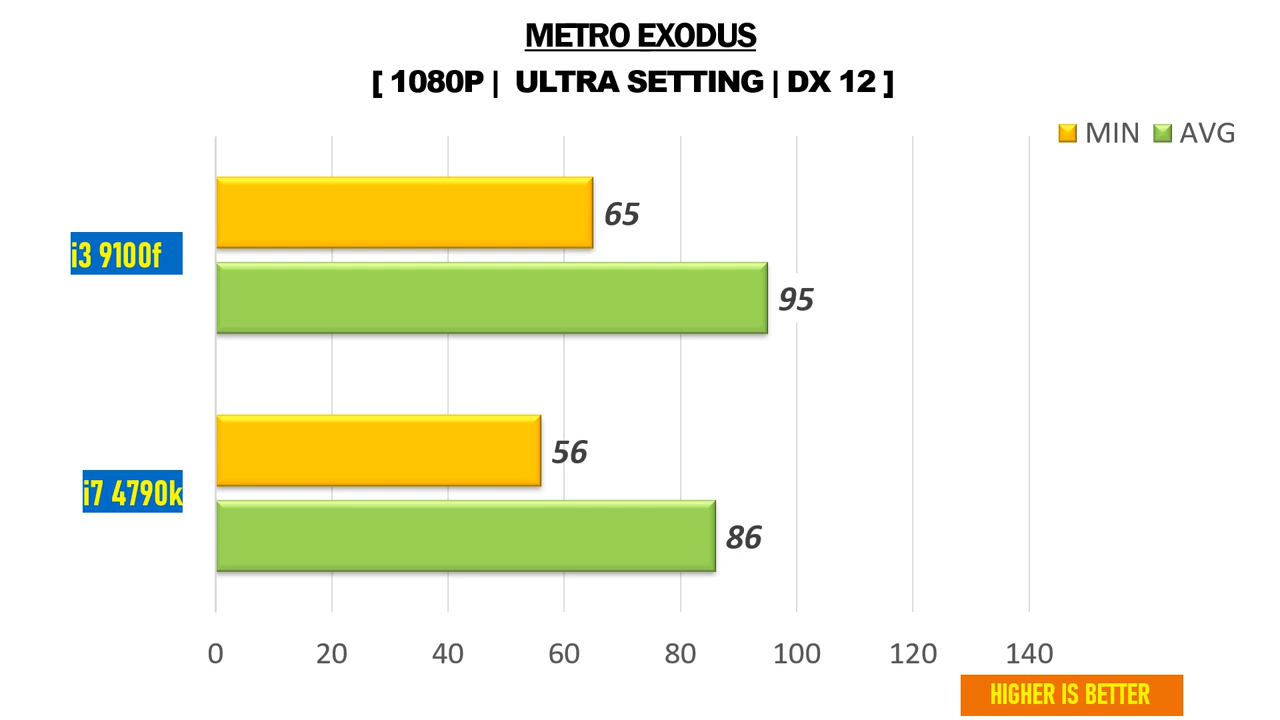 METRO EXODUS
[ 1080P | ULTRA SETTING | DX 12 ]
MIN AVG
i3 9100f
65
95
i7 4790k
56
86
0 20 40 60 80 100 120 140
HIGHER IS BETTER